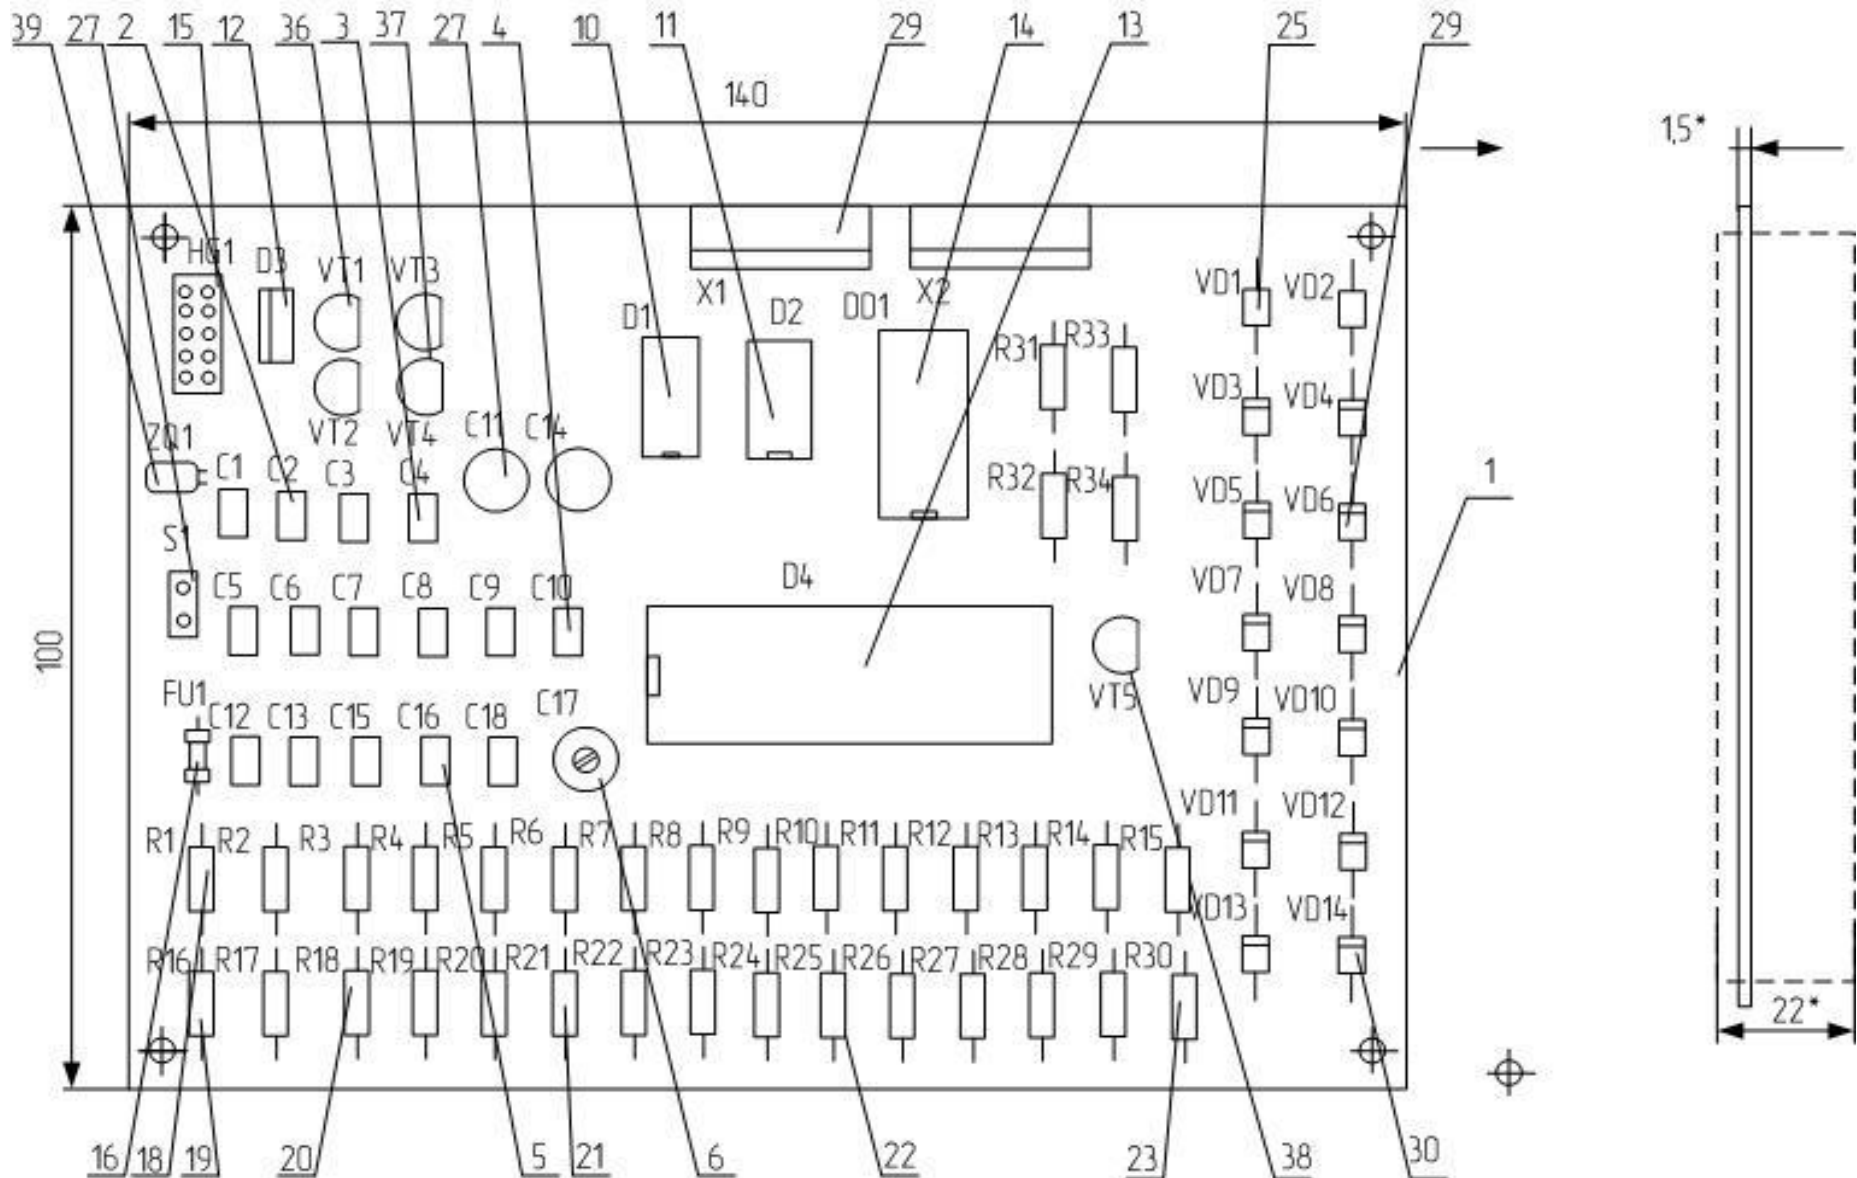 39 27 2 15 12 36 3 37 27 4 10 11 29 14 13 25 29
140
1,5*
HG1 D3 VT1 VT3
X1 X2
VD1 VD2
D1 D2 DD1
R31 R33
VD3 VD4
ZQ1 VT2 VT4 C11 C14
C1 C2 C3 C4
R32 R34
VD5 VD6
1
S1
C5 C6 C7 C8 C9 C10
D4
VD7 VD8
100
FU1
VT5
VD9 VD10
C12 C13 C15 C16 C18 C17
VD11 VD12
R1 R2 R3 R4 R5 R6 R7 R8 R9 R10 R11 R12 R13 R14 R15
VD13 VD14
R16 R17 R18 R19 R20 R21 R22 R23 R24 R25 R26 R27 R28 R29 R30
22*
16 18 19 20 5 21 6 22 23 38 30